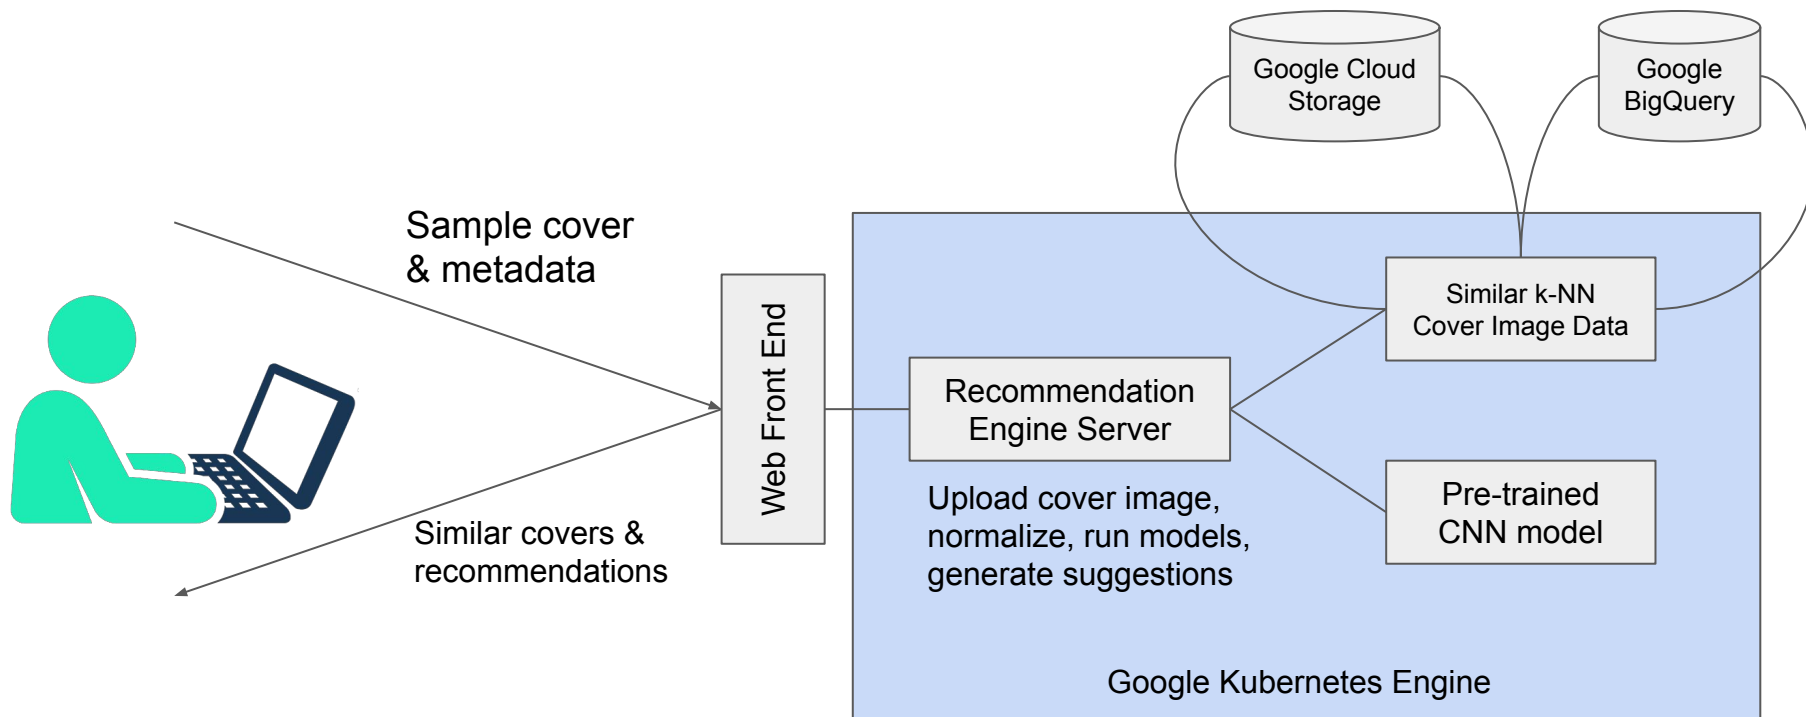 Google Cloud
Storage
Google
BigQuery
Sample cover
& metadata
Web Front End
Similar k-NN
Cover Image Data
Recommendation
Engine Server
Upload cover image,
normalize, run models,
generate suggestions
Pre-trained
CNN model
Similar covers &
recommendations
Google Kubernetes Engine